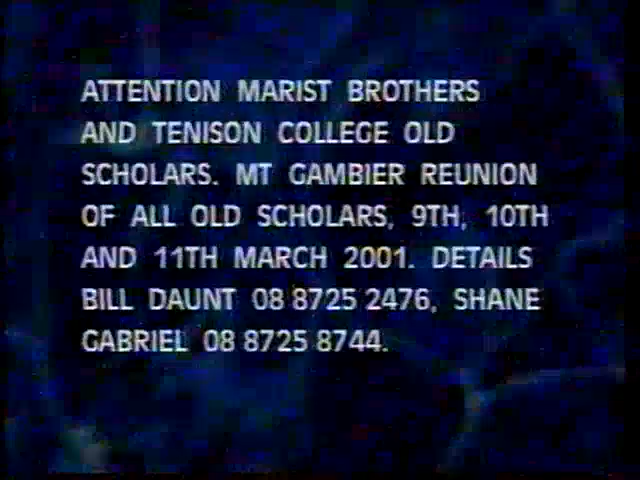 ATTENTION MARIST BROTHERS
AND TENISON COLLEGE OLD
SCHOLARS. MT GAMBIER REUNION
OF ALL OLD SCHOLARS, 9TH, 10TH
AND 11TH MARCH 2001. DETAILS
BILL DAUNT 08 8725 2476, SHANE
GABRIEL 08 8725 8744.